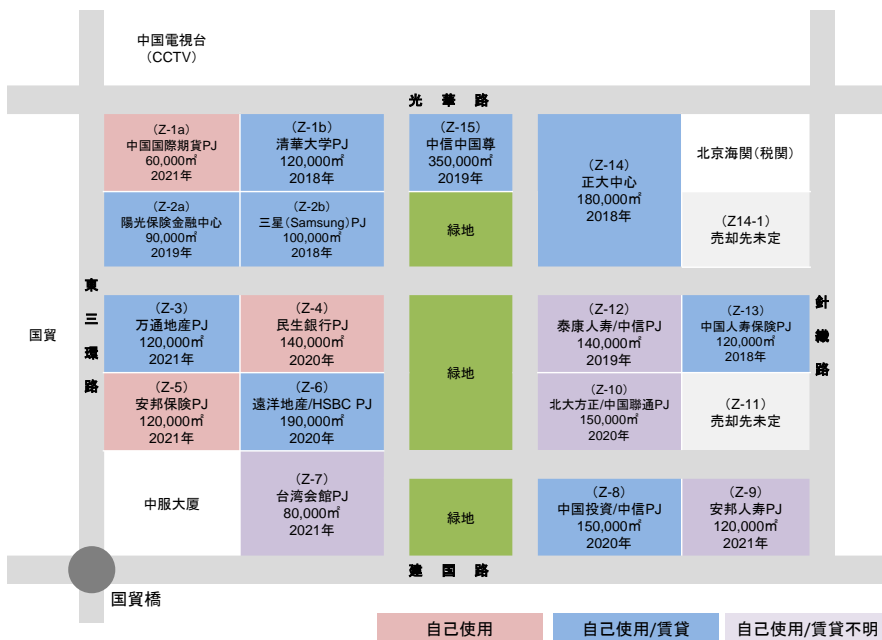 中国電視台
(CCTV)
光 華 路
(Z-1a)
中国国際期貨PJ
60,000㎡
2021年
(Z-1b)
清華大学PJ
120,000㎡
2018年
(Z-15)
中信中国尊
350,000㎡
2019年
(Z-14)
正大中心
180,000㎡
2018年
北京海関(税関)
(Z-2a)
陽光保険金融中心
90,000㎡
2019年
(Z-2b)
三星(Samsung)PJ
100,000㎡
2018年
緑地
(Z14-1)
売却先未定
東三環路
国貿
(Z-3)
万通地産PJ
120,000㎡
2021年
(Z-4)
民生銀行PJ
140,000㎡
2020年
緑地
(Z-12)
泰康人寿/中信PJ
140,000㎡
2019年
(Z-13)
中国人寿保険PJ
120,000㎡
2018年
針織路
(Z-5)
安邦保険PJ
120,000㎡
2021年
(Z-6)
遠洋地産/HSBC PJ
190,000㎡
2020年
(Z-10)
北大方正/中国聯通PJ
150,000㎡
2020年
(Z-11)
売却先未定
中服大厦
(Z-7)
台湾会館PJ
80,000㎡
2021年
緑地
(Z-8)
中国投資/中信PJ
150,000㎡
2020年
(Z-9)
安邦人寿PJ
120,000㎡
2021年
建 国 路
国貿橋
自己使用
自己使用/賃貸
自己使用/賃貸不明